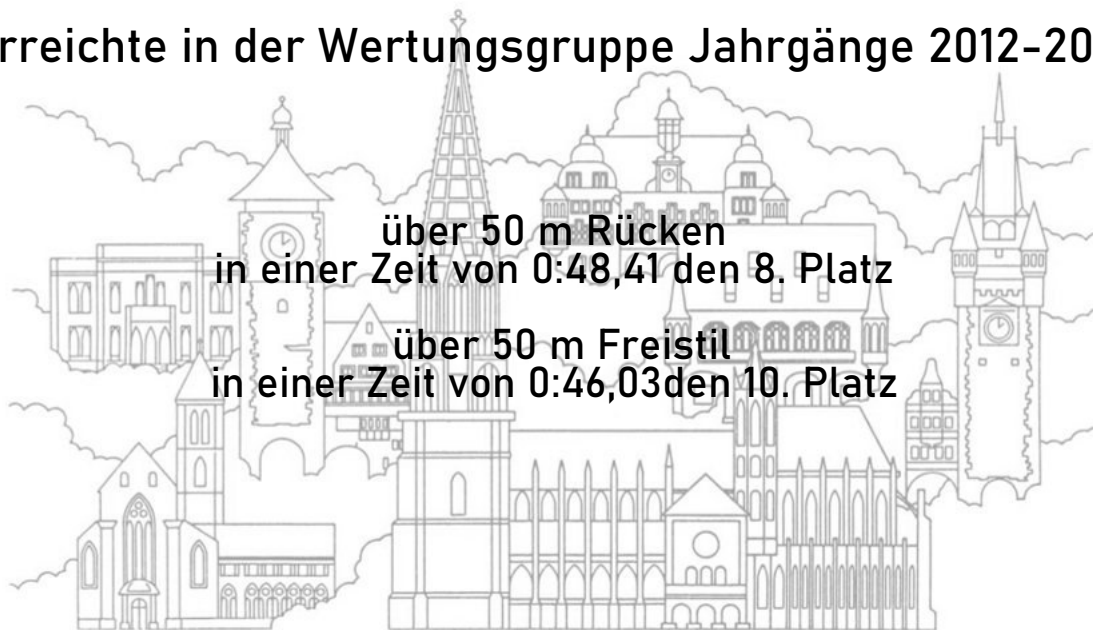 rreichte in der Wertungsgruppe Jahrgänge 2012-20
über 50 m Rücken
in einer Zeit von 0:48,41 den 8. Platz
über 50 m Freistil
in einer Zeit von 0:46,03den 10. Platz